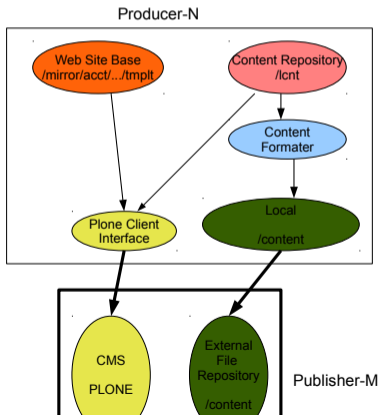 Producer-N
Web Site Base
/mirror/acct/.../tmplt
Content Repository
/lcnt
Content
Formater
Local
/content
Plone Client
Interface
CMS
PLONE
External
File
Repository
/content
Publisher-M